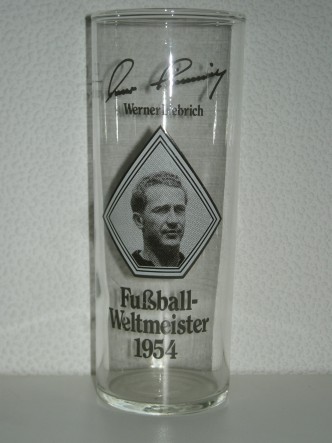 Werner Liebrich
Fußball-
Weltmeister
1954